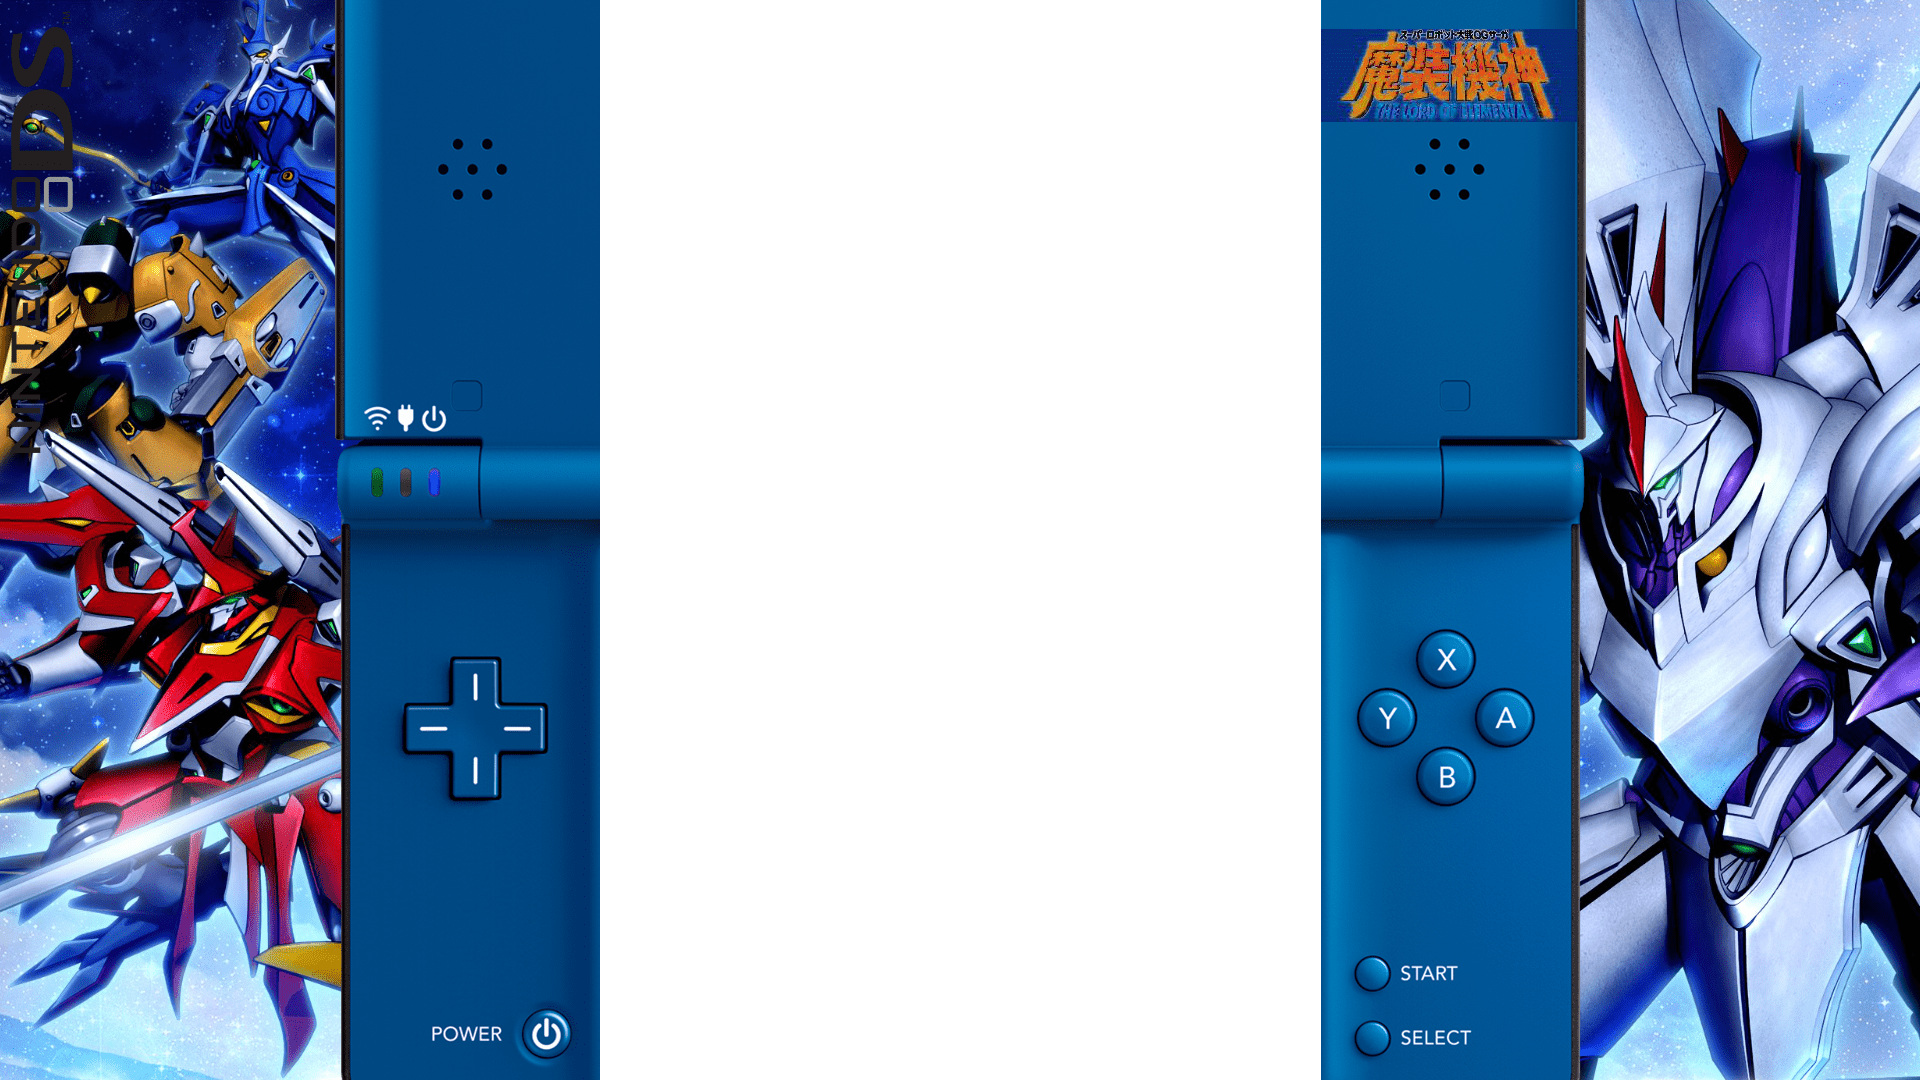 NINTENDO DS
TM
スーパーロボット大戦OGサーガ
魔装機神
THE LORD OF ELEMENTAL
X
Y
A
B
START
SELECT
POWER